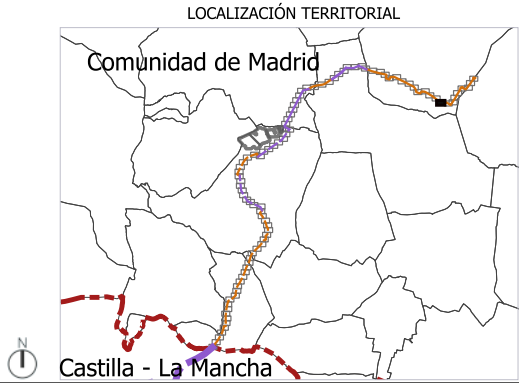 LOCALIZACIÓN TERRITORIAL
Comunidad de Madrid
N
Castilla - La Mancha